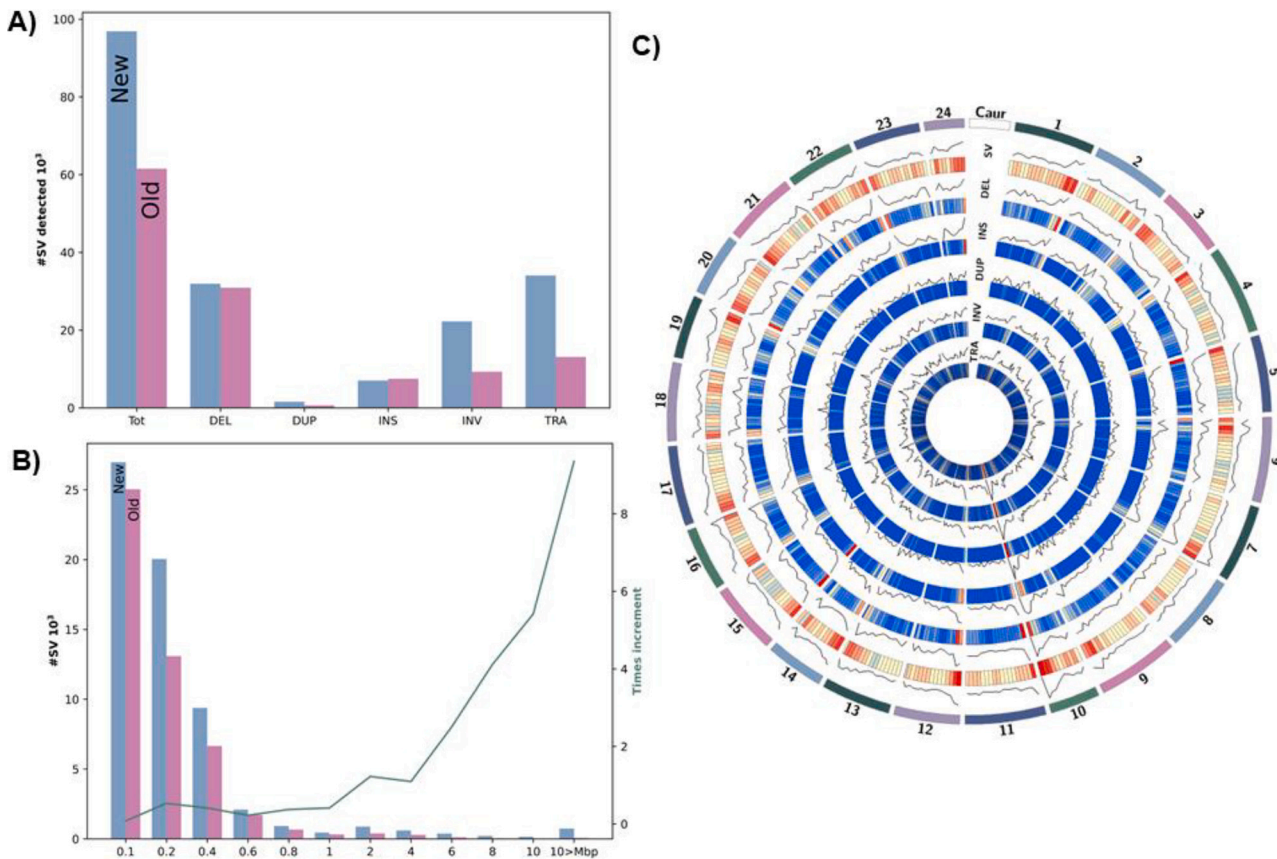 A)
100
80
60
40
20
0
#SV detected 10³
New
Old
Tot DEL DUP INS INV TRA
B)
25
20
15
10
5
0
#SV 10³
New
Old
8
6
4
2
0
Times increment
0.1 0.2 0.4 0.6 0.8 1 2 4 6 8 10 10>Mbp
C)
Caur
1
2
3
4
5
6
7
8
9
10
11
12
13
14
15
16
17
18
19
20
21
22
23
24
SV
DEL
INS
DUP
INV
TRA